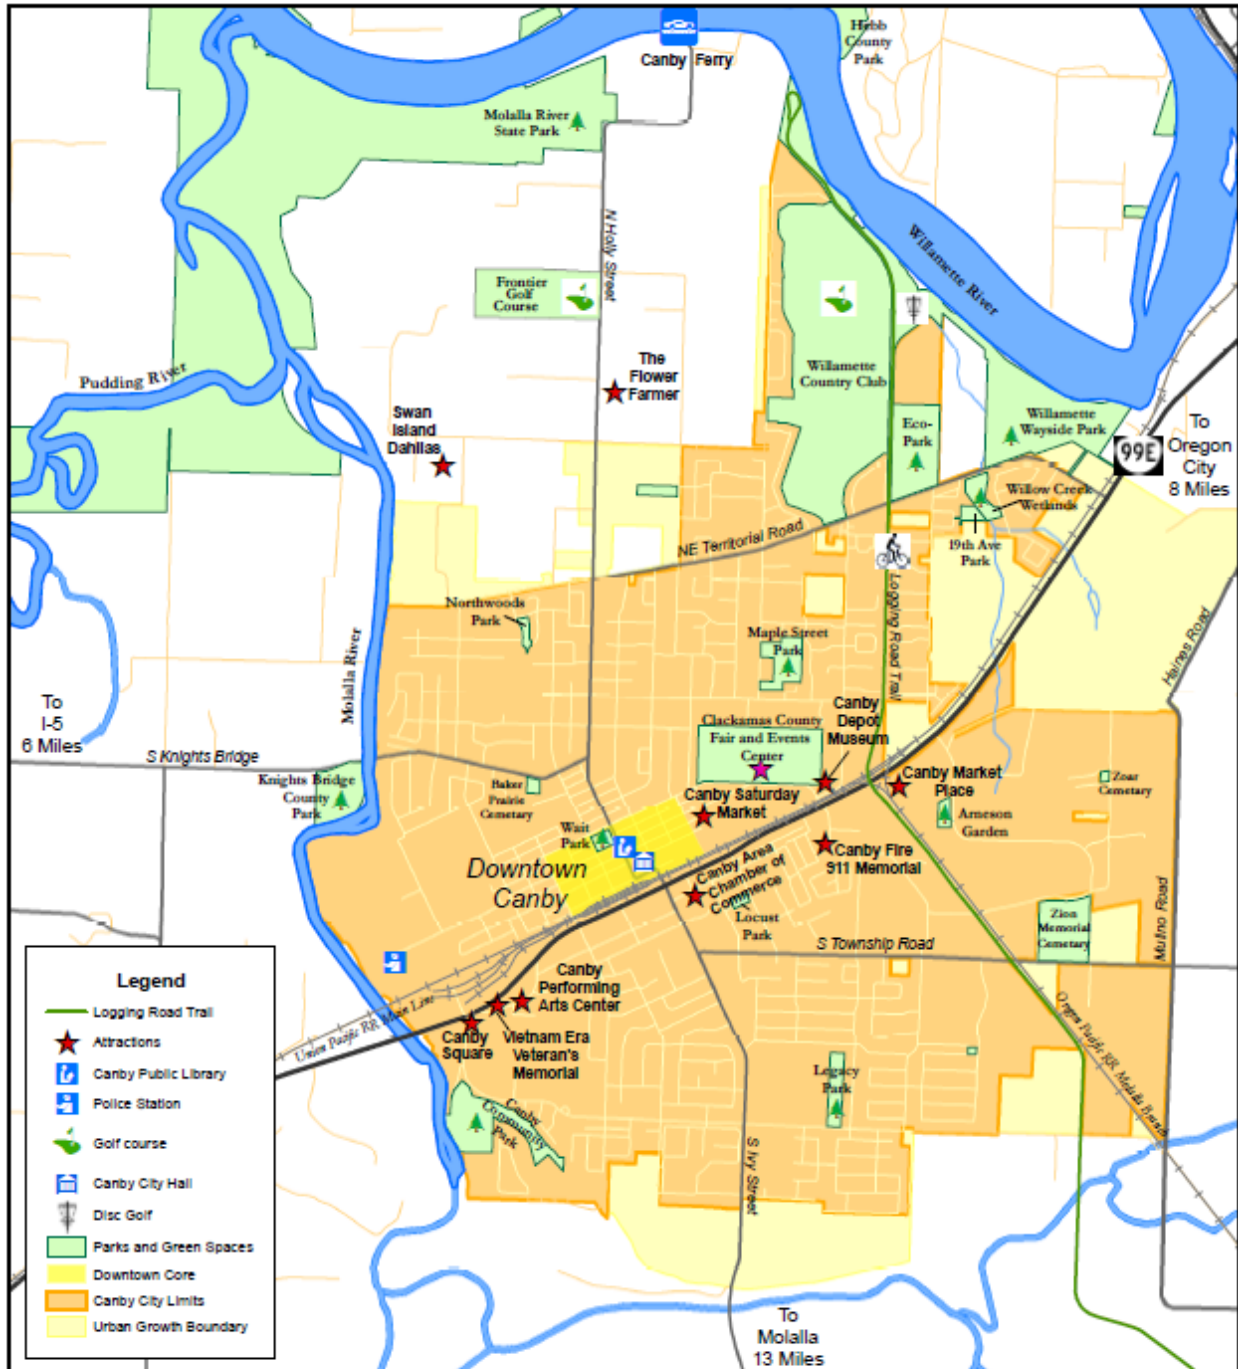 Hebb
County
Park
Canby Ferry
Molalla River
State Park
N Holly Street
Willamette River
Frontier
Golf
Course
The
Flower
Farmer
Willamette
Country Club
Pudding River
Swan
Island
Dahlias
Eco-
Park
Willamette
Wayside Park
99E
To
Oregon
City
8 Miles
Willow Creek
Wetlands
19th Ave
Park
NE Territorial Road
Logging Road Trail
Northwoods
Park
Maple Street
Park
Haines Road
Molalla River
To
I-5
6 Miles
S Knights Bridge
Knights Bridge
County
Park
Clackamas County
Fair and Events
Center
Canby
Depot
Museum
Baker
Prairie
Cemetary
Canby Saturday
Market
Canby Market
Place
Zoar
Cemetary
Arneson
Garden
Wait
Park
Downtown
Canby
Canby Area
Chamber of
Commerce
Canby Fire
911 Memorial
Locust
Park
S Township Road
Zion
Memorial
Cemetary
Mulino Road
Union Pacific RR Main Line
Canby
Performing
Arts Center
Canby
Square
Vietnam Era
Veteran's
Memorial
Oregon Pacific RR Molalla Branch
Legacy
Park
Canby
Community
Park
S Ivy Street
To
Molalla
13 Miles
Legend
Logging Road Trail
Attractions
Canby Public Library
Police Station
Golf course
Canby City Hall
Disc Golf
Parks and Green Spaces
Downtown Core
Canby City Limits
Urban Growth Boundary